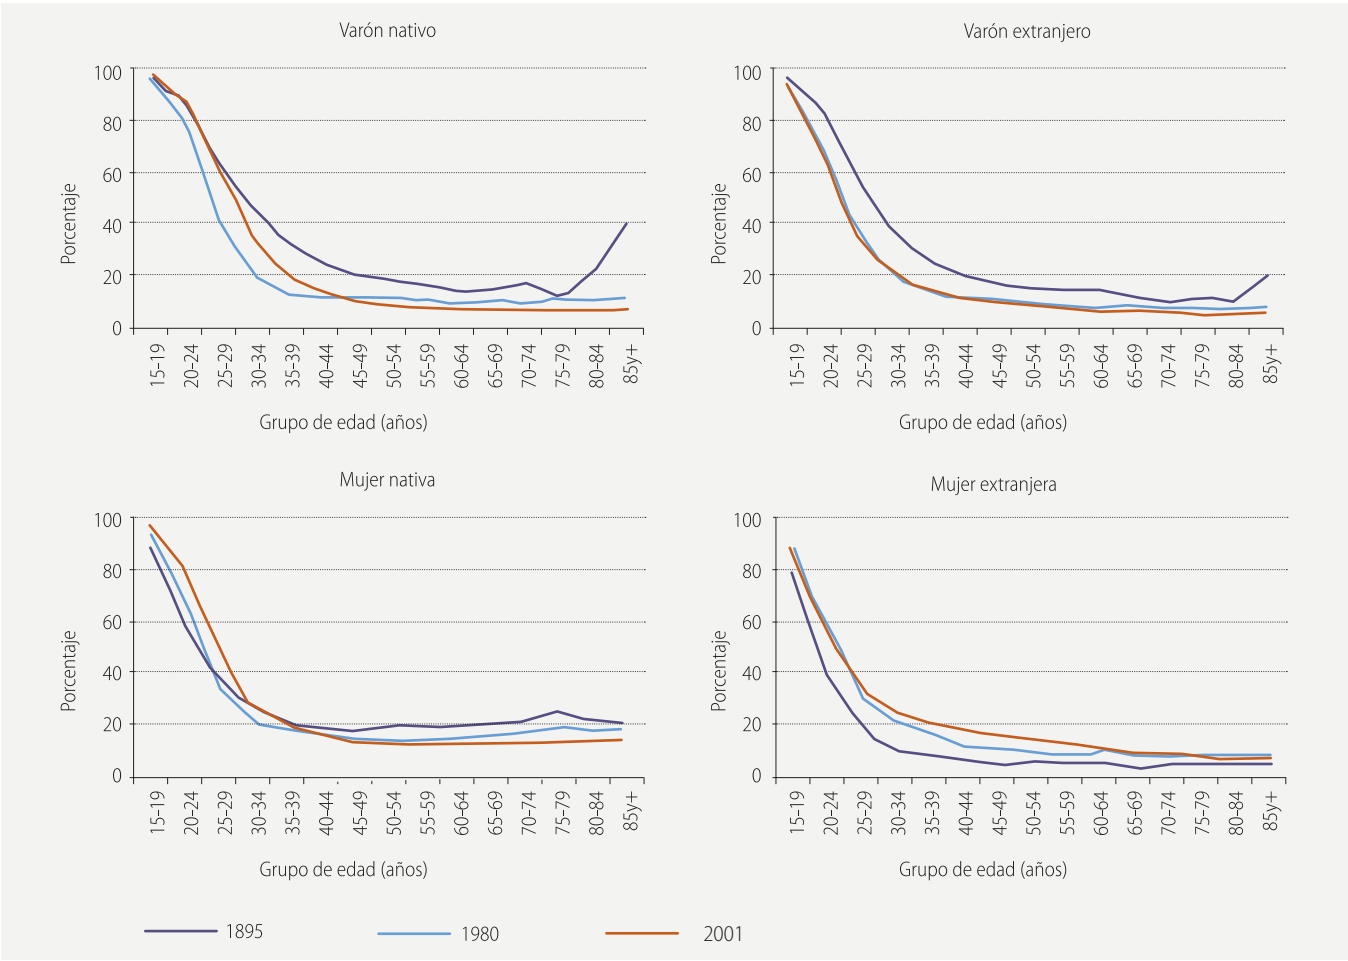 Varón nativo
Porcentaje
100
80
60
40
20
0
15-19 20-24 25-29 30-34 35-39 40-44 45-49 50-54 55-59 60-64 65-69 70-74 75-79 80-84 85y+
Grupo de edad (años)
Varón extranjero
Porcentaje
100
80
60
40
20
0
15-19 20-24 25-29 30-34 35-39 40-44 45-49 50-54 55-59 60-64 65-69 70-74 75-79 80-84 85y+
Grupo de edad (años)
Mujer nativa
Porcentaje
100
80
60
40
20
0
15-19 20-24 25-29 30-34 35-39 40-44 45-49 50-54 55-59 60-64 65-69 70-74 75-79 80-84 85y+
Grupo de edad (años)
Mujer extranjera
Porcentaje
100
80
60
40
20
0
15-19 20-24 25-29 30-34 35-39 40-44 45-49 50-54 55-59 60-64 65-69 70-74 75-79 80-84 85y+
Grupo de edad (años)
1895 1980 2001